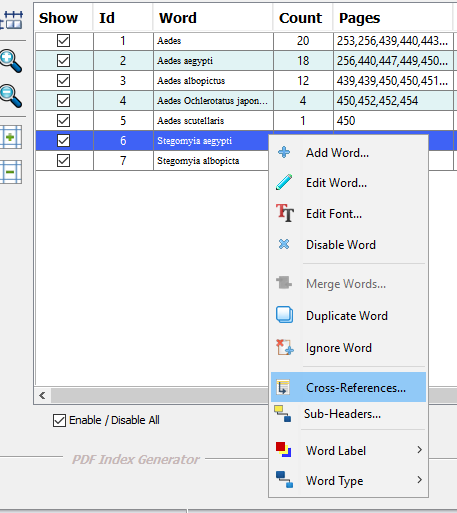 Show Id Word Count Pages
1 Aedes 20 253,256,439,440,443...
2 Aedes aegypti 18 256,440,447,449,450...
3 Aedes albopictus 12 439,439,450,450,451...
4 Aedes Ochlerotatus japon... 4 450,452,452,454
5 Aedes scutellaris 1 450
6 Stegomyia aegypti
7 Stegomyia albopicta
Add Word...
Edit Word...
Edit Font...
Disable Word
Merge Words...
Duplicate Word
Ignore Word
Cross-References...
Sub-Headers...
Word Label
Word Type
Enable / Disable All
PDF Index Generator